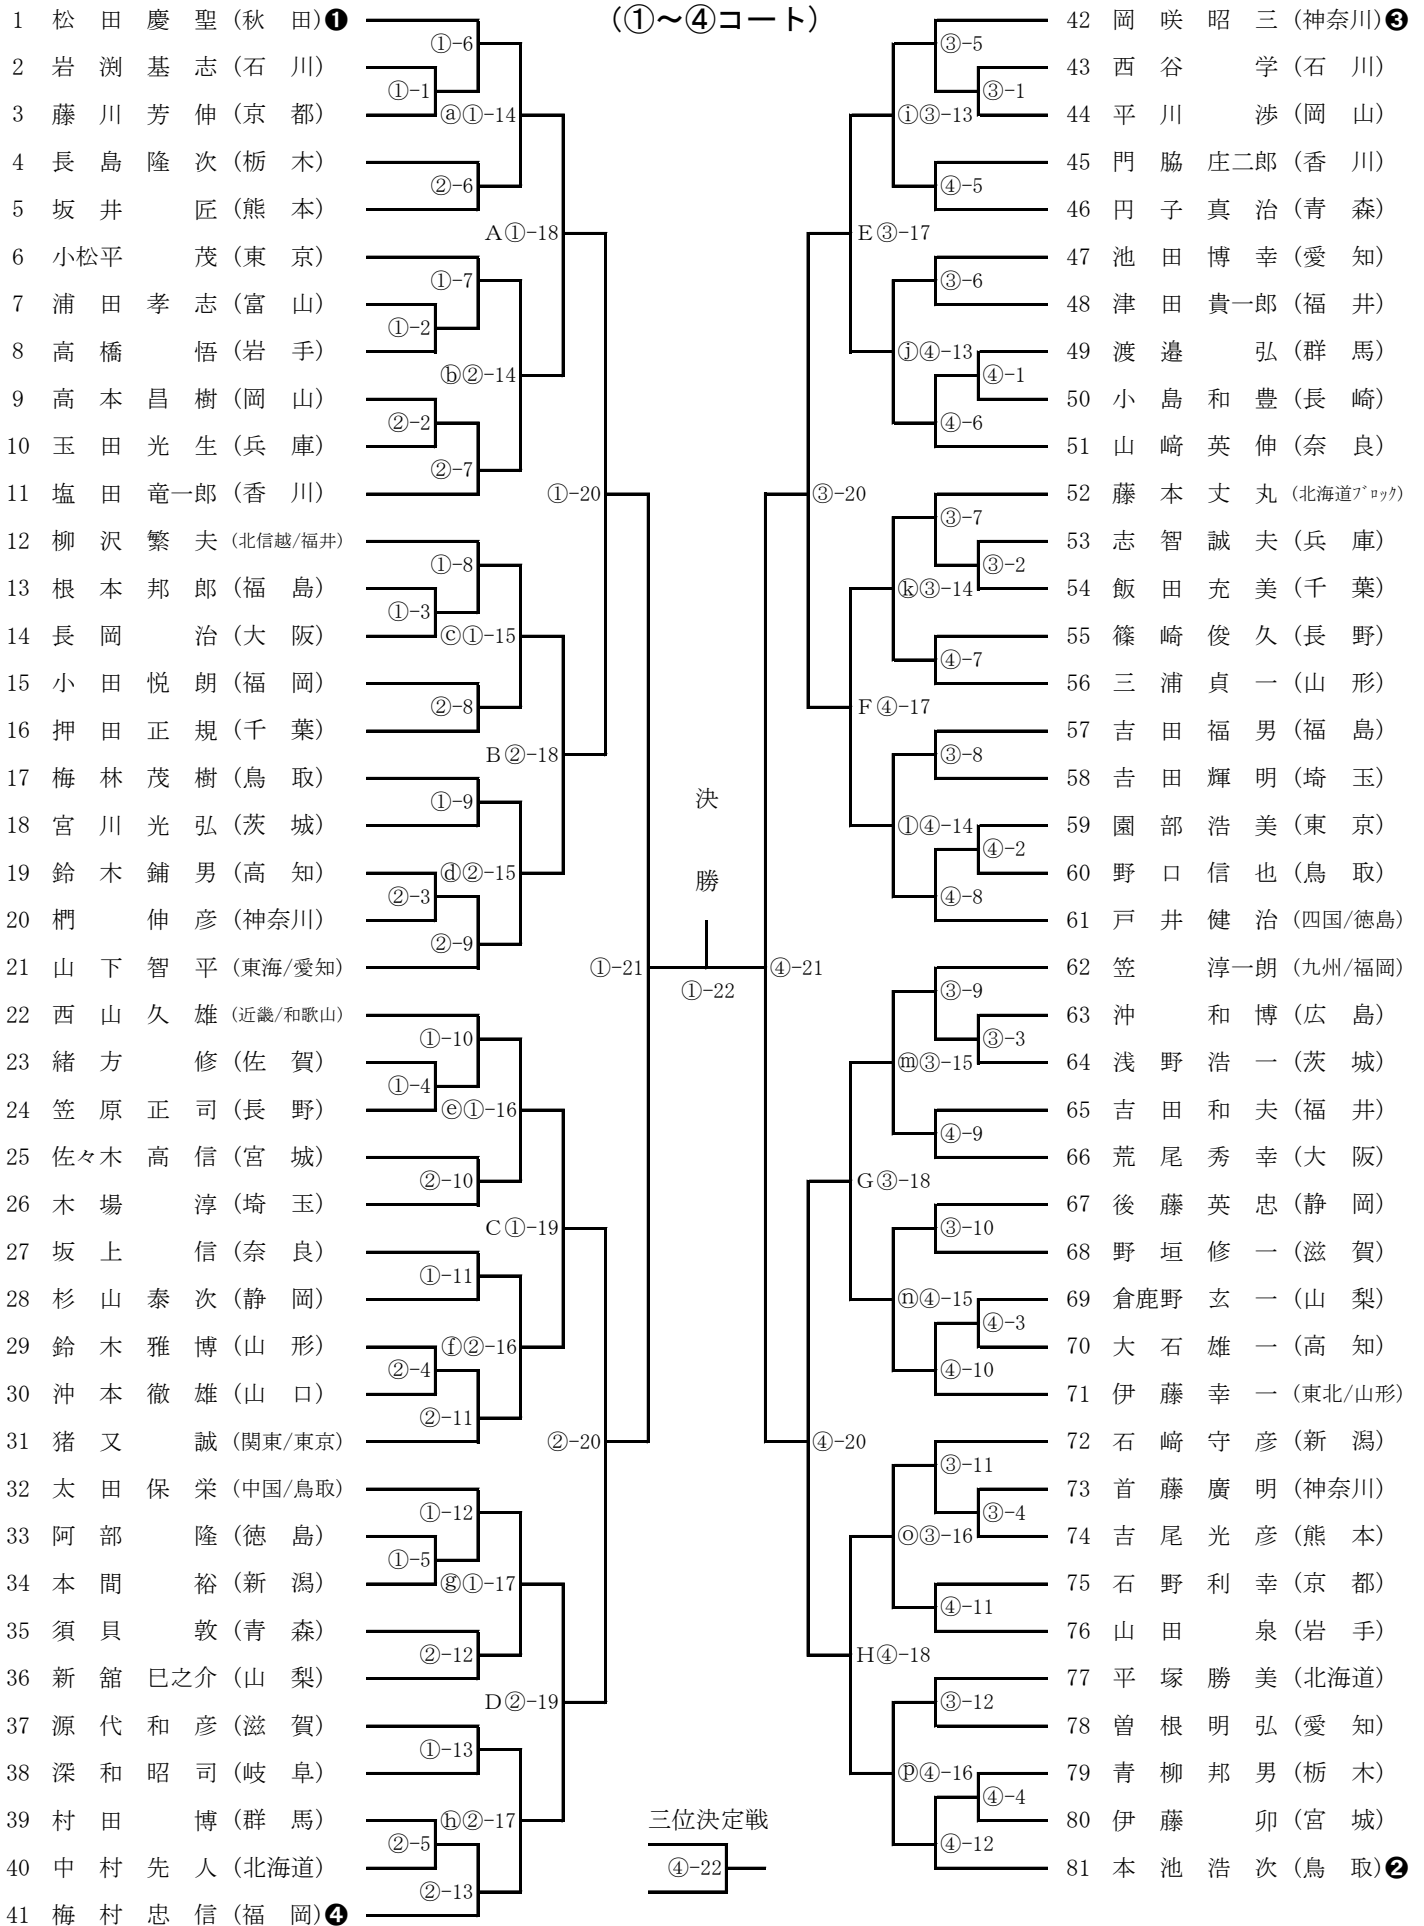 (①～④コート)
1 松田慶聖(秋田)❶
2 岩渕基志(石川)
3 藤川芳伸(京都)
4 長島隆次(栃木)
5 坂井匠(熊本)
6 小松平茂(東京)
7 浦田孝志(富山)
8 高橋悟(岩手)
9 高本昌樹(岡山)
10 玉田光生(兵庫)
11 塩田竜一郎(香川)
12 柳沢繁夫(北信越/福井)
13 根本邦郎(福島)
14 長岡治(大阪)
15 小田悦朗(福岡)
16 押田正規(千葉)
17 梅林茂樹(鳥取)
18 宮川光弘(茨城)
19 鈴木鋪男(高知)
20 椚伸彦(神奈川)
21 山下智平(東海/愛知)
22 西山久雄(近畿/和歌山)
23 緒方修(佐賀)
24 笠原正司(長野)
25 佐々木高信(宮城)
26 木場淳(埼玉)
27 坂上信(奈良)
28 杉山泰次(静岡)
29 鈴木雅博(山形)
30 沖本徹雄(山口)
31 猪又誠(関東/東京)
32 太田保栄(中国/鳥取)
33 阿部隆(徳島)
34 本間裕(新潟)
35 須貝敦(青森)
36 新舘巳之介(山梨)
37 源代和彦(滋賀)
38 深和昭司(岐阜)
39 村田博(群馬)
40 中村先人(北海道)
41 梅村忠信(福岡)❹
①-6
①-1
ⓐ①-14
②-6
A①-18
①-7
①-2
ⓑ②-14
②-2
②-7
①-20
①-8
①-3
ⓒ①-15
②-8
B②-18
①-9
ⓓ②-15
②-3
②-9
①-21
①-10
①-4
ⓔ①-16
②-10
C①-19
①-11
ⓕ②-16
②-4
②-11
②-20
①-12
①-5
ⓖ①-17
②-12
D②-19
①-13
ⓗ②-17
②-5
②-13
決勝
①-22
三位決定戦
④-22
③-5
③-1
ⓘ③-13
④-5
E③-17
③-6
ⓙ④-13
④-1
④-6
③-20
③-7
③-2
ⓚ③-14
④-7
F④-17
③-8
ⓛ④-14
④-2
④-8
④-21
③-9
③-3
ⓜ③-15
④-9
G③-18
③-10
ⓝ④-15
④-3
④-10
④-20
③-11
③-4
ⓞ③-16
④-11
H④-18
③-12
ⓟ④-16
④-4
④-12
42 岡咲昭三(神奈川)❸
43 西谷学(石川)
44 平川渉(岡山)
45 門脇庄二郎(香川)
46 円子真治(青森)
47 池田博幸(愛知)
48 津田貴一郎(福井)
49 渡邉弘(群馬)
50 小島和豊(長崎)
51 山﨑英伸(奈良)
52 藤本丈丸(北海道ﾌﾞﾛｯｸ)
53 志智誠夫(兵庫)
54 飯田充美(千葉)
55 篠崎俊久(長野)
56 三浦貞一(山形)
57 吉田福男(福島)
58 𠮷田輝明(埼玉)
59 園部浩美(東京)
60 野口信也(鳥取)
61 戸井健治(四国/徳島)
62 笠淳一朗(九州/福岡)
63 沖和博(広島)
64 浅野浩一(茨城)
65 吉田和夫(福井)
66 荒尾秀幸(大阪)
67 後藤英忠(静岡)
68 野垣修一(滋賀)
69 倉鹿野玄一(山梨)
70 大石雄一(高知)
71 伊藤幸一(東北/山形)
72 石﨑守彦(新潟)
73 首藤廣明(神奈川)
74 吉尾光彦(熊本)
75 石野利幸(京都)
76 山田泉(岩手)
77 平塚勝美(北海道)
78 曽根明弘(愛知)
79 青柳邦男(栃木)
80 伊藤卯(宮城)
81 本池浩次(鳥取)❷